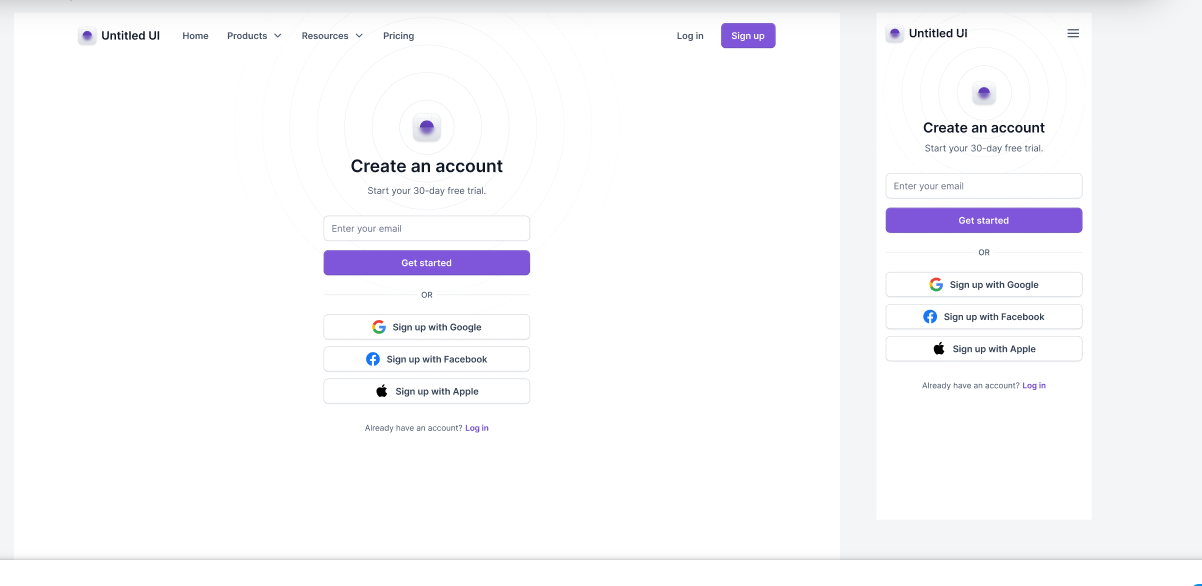 Untitled UI Home Products Resources Pricing Log in Sign up
Create an account
Start your 30-day free trial.
Enter your email
Get started
OR
Sign up with Google
Sign up with Facebook
Sign up with Apple
Already have an account? Log in
Untitled UI
Create an account
Start your 30-day free trial.
Enter your email
Get started
OR
Sign up with Google
Sign up with Facebook
Sign up with Apple
Already have an account? Log in